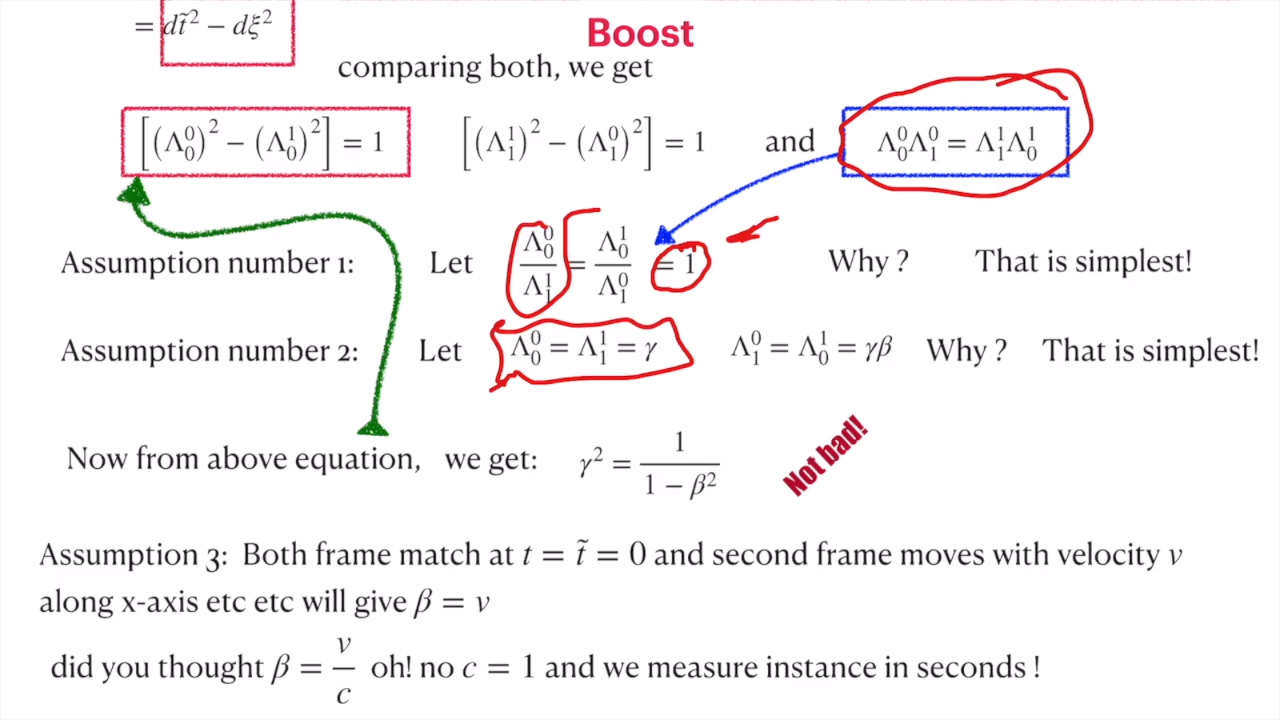 = dt̃² − dξ²
Boost
comparing both, we get
[(Λ⁰₀)² − (Λ¹₀)²] = 1 [(Λ¹₁)² − (Λ⁰₁)²] = 1 and Λ⁰₀Λ⁰₁ = Λ¹₁Λ¹₀
Assumption number 1: Let Λ⁰₀/Λ¹₁ = Λ¹₀/Λ⁰₁ = 1 Why ? That is simplest!
Assumption number 2: Let Λ⁰₀ = Λ¹₁ = γ Λ⁰₁ = Λ¹₀ = γβ Why ? That is simplest!
Now from above equation, we get: γ² = 1/(1 − β²) Not bad!
Assumption 3: Both frame match at t = t̃ = 0 and second frame moves with velocity v
along x-axis etc etc will give β = v
did you thought β = v/c oh! no c = 1 and we measure instance in seconds !